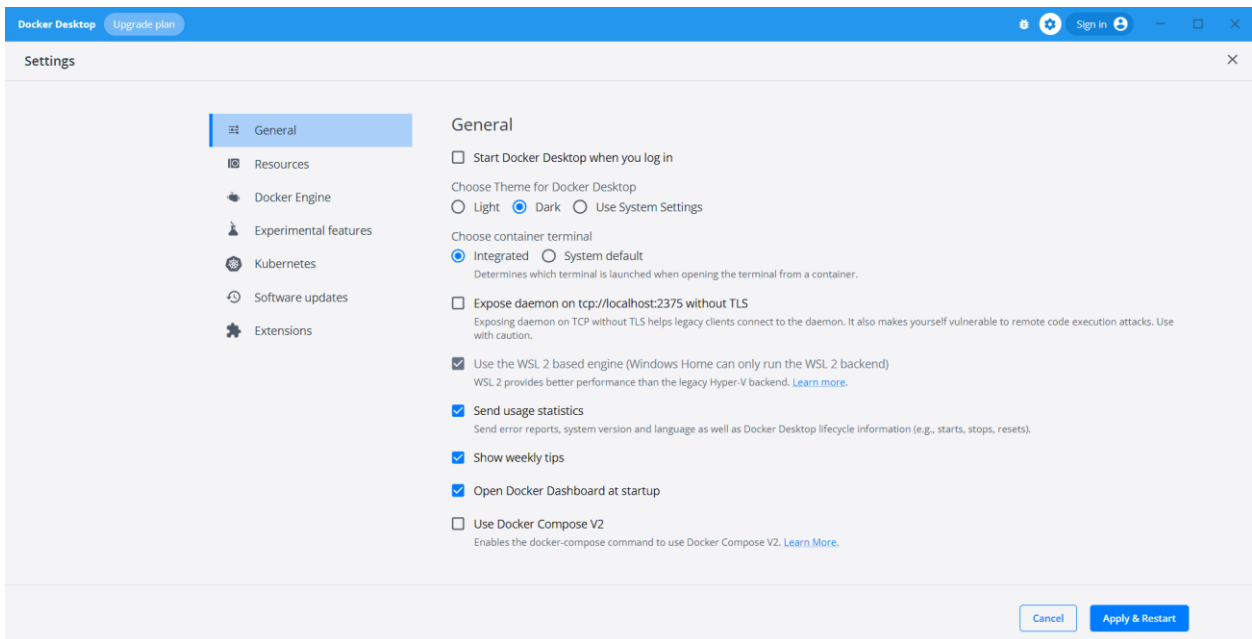 Docker Desktop Upgrade plan Sign in
Settings
General
Resources
Docker Engine
Experimental features
Kubernetes
Software updates
Extensions
General
Start Docker Desktop when you log in
Choose Theme for Docker Desktop
Light Dark Use System Settings
Choose container terminal
Integrated System default
Determines which terminal is launched when opening the terminal from a container.
Expose daemon on tcp://localhost:2375 without TLS
Exposing daemon on TCP without TLS helps legacy clients connect to the daemon. It also makes yourself vulnerable to remote code execution attacks. Use
with caution.
Use the WSL 2 based engine (Windows Home can only run the WSL 2 backend)
WSL 2 provides better performance than the legacy Hyper-V backend. Learn more.
Send usage statistics
Send error reports, system version and language as well as Docker Desktop lifecycle information (e.g., starts, stops, resets).
Show weekly tips
Open Docker Dashboard at startup
Use Docker Compose V2
Enables the docker-compose command to use Docker Compose V2. Learn More.
Cancel Apply & Restart